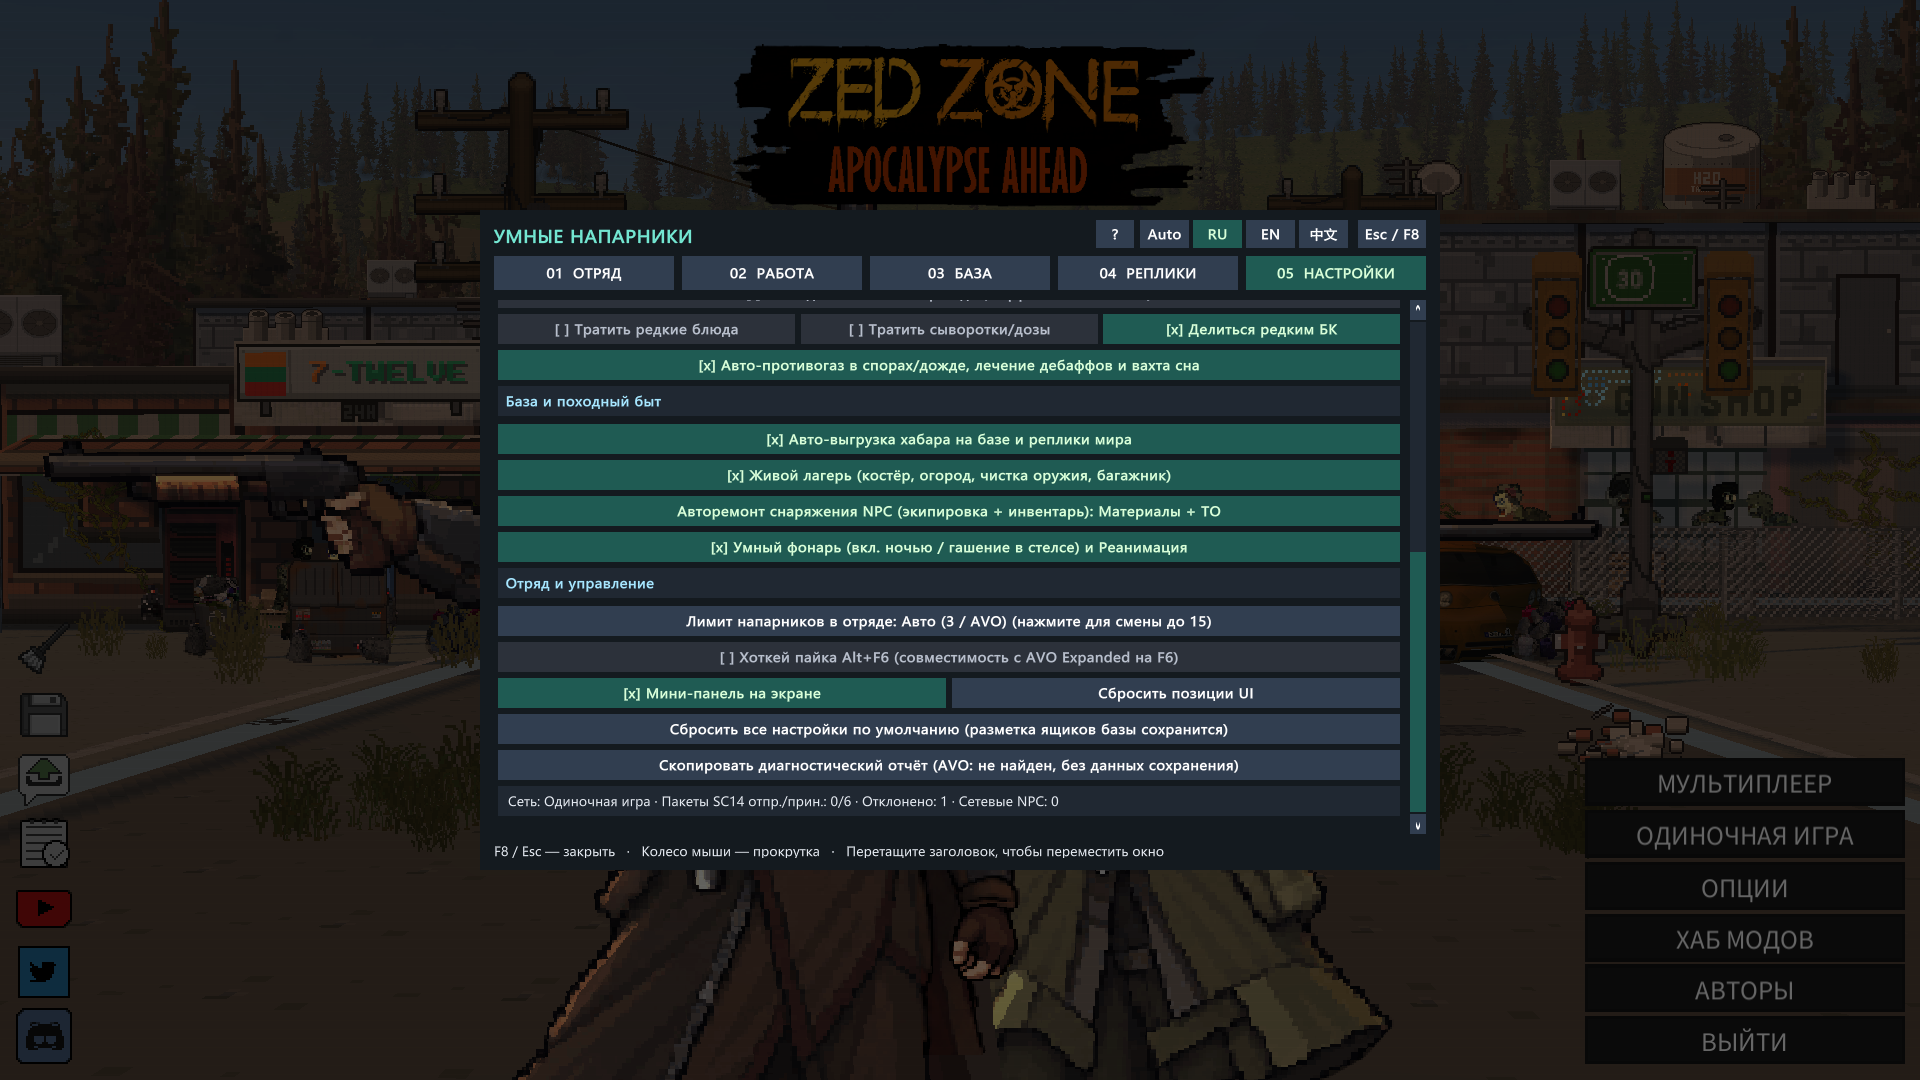 ZED ZONE
APOCALYPSE AHEAD
УМНЫЕ НАПАРНИКИ
? Auto RU EN 中文 Esc / F8
01 ОТРЯД 02 РАБОТА 03 БАЗА 04 РЕПЛИКИ 05 НАСТРОЙКИ
[ ] Тратить редкие блюда [ ] Тратить сыворотки/дозы [x] Делиться редким БК
[x] Авто-противогаз в спорах/дожде, лечение дебаффов и вахта сна
База и походный быт
[x] Авто-выгрузка хабара на базе и реплики мира
[x] Живой лагерь (костёр, огород, чистка оружия, багажник)
Авторемонт снаряжения NPC (экипировка + инвентарь): Материалы + ТО
[x] Умный фонарь (вкл. ночью / гашение в стелсе) и Реанимация
Отряд и управление
Лимит напарников в отряде: Авто (3 / AVO) (нажмите для смены до 15)
[ ] Хоткей пайка Alt+F6 (совместимость с AVO Expanded на F6)
[x] Мини-панель на экране Сбросить позиции UI
Сбросить все настройки по умолчанию (разметка ящиков базы сохранится)
Скопировать диагностический отчёт (AVO: не найден, без данных сохранения)
Сеть: Одиночная игра · Пакеты SC14 отпр./прин.: 0/6 · Отклонено: 1 · Сетевые NPC: 0
F8 / Esc — закрыть · Колесо мыши — прокрутка · Перетащите заголовок, чтобы переместить окно
7-TWELVE
24H
30
GUN SHOP
H2O
МУЛЬТИПЛЕЕР
ОДИНОЧНАЯ ИГРА
ОПЦИИ
ХАБ МОДОВ
АВТОРЫ
ВЫЙТИ